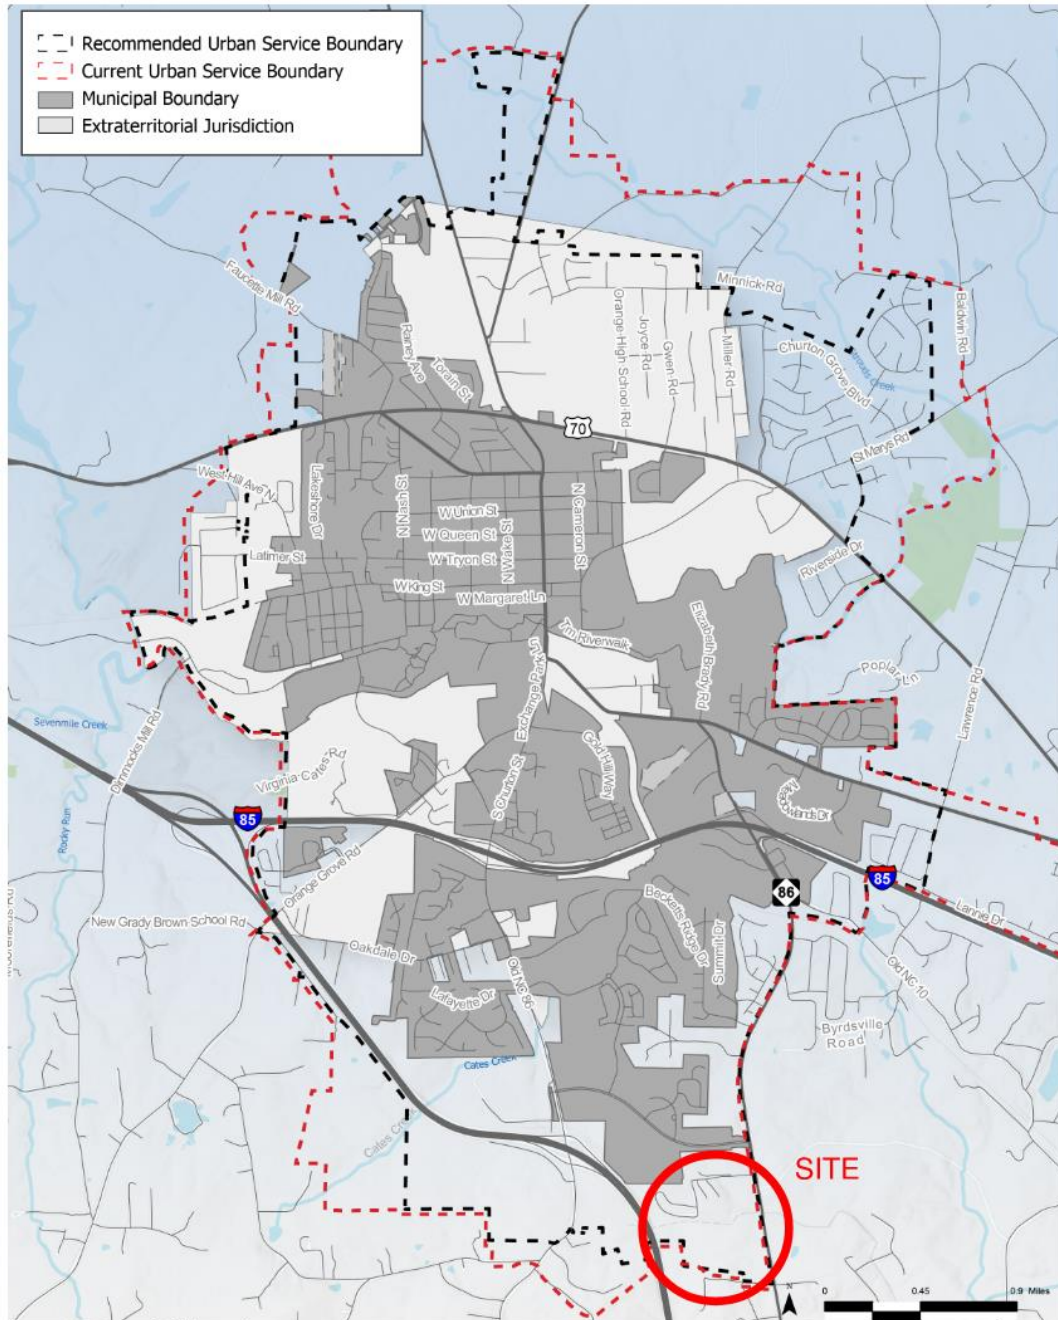 Recommended Urban Service Boundary
Current Urban Service Boundary
Municipal Boundary
Extraterritorial Jurisdiction
Faucette Mill Rd
Rainey Ave
Torain St
Orange High School Rd
Joyce Rd
Gwen Rd
Miller Rd
Minnick Rd
Churton Grove Blvd
Strouds Creek
Baldwin Rd
St Marys Rd
70
West Hill Ave N
Lakeshore Dr
N Nash St
W Union St
W Queen St
W Tryon St
N Wake St
N Cameron St
Latimer St
W King St
W Margaret Ln
Riverside Dr
Elizabeth Brady Rd
Tm Riverwalk
Exchange Park Ln
Poplar Ln
Lawrence Rd
Sevenmile Creek
Dimmocks Mill Rd
Virginia Cates Rd
S Churton St
Gold Hill Way
Rocky Run
85
Orange Grove Rd
85
86
New Grady Brown School Rd
Oakdale Dr
Becketts Ridge Dr
Summit Dr
Lannie Dr
Old NC 86
Old NC 10
Lafayette Dr
Byrdsville
Road
Cates Creek
SITE
N
0 0.45 0.9 Miles